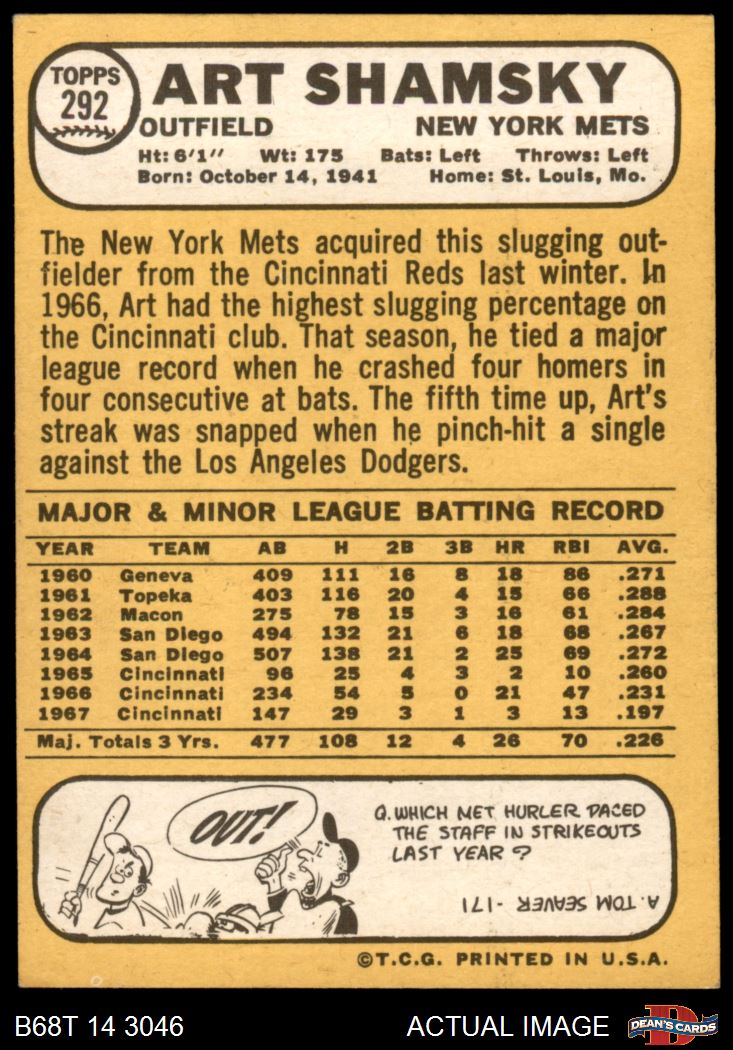 TOPPS
292
ART SHAMSKY
OUTFIELD NEW YORK METS
Ht: 6'1" Wt: 175 Bats: Left Throws: Left
Born: October 14, 1941 Home: St. Louis, Mo.
The New York Mets acquired this slugging out-
fielder from the Cincinnati Reds last winter. In
1966, Art had the highest slugging percentage on
the Cincinnati club. That season, he tied a major
league record when he crashed four homers in
four consecutive at bats. The fifth time up, Art's
streak was snapped when he pinch-hit a single
against the Los Angeles Dodgers.
MAJOR & MINOR LEAGUE BATTING RECORD
YEAR TEAM AB H 2B 3B HR RBI AVG.
1960 Geneva 409 111 16 8 18 86 .271
1961 Topeka 403 116 20 4 15 66 .288
1962 Macon 275 78 15 3 16 61 .284
1963 San Diego 494 132 21 6 18 68 .267
1964 San Diego 507 138 21 2 25 69 .272
1965 Cincinnati 96 25 4 3 2 10 .260
1966 Cincinnati 234 54 5 0 21 47 .231
1967 Cincinnati 147 29 3 1 3 13 .197
Maj. Totals 3 Yrs. 477 108 12 4 26 70 .226
OUT!
Q. WHICH MET HURLER PACED
THE STAFF IN STRIKEOUTS
LAST YEAR ?
A. TOM SEAVER - 171
©T.C.G. PRINTED IN U.S.A.
B68T 14 3046 ACTUAL IMAGE
D
DEAN'S CARDS